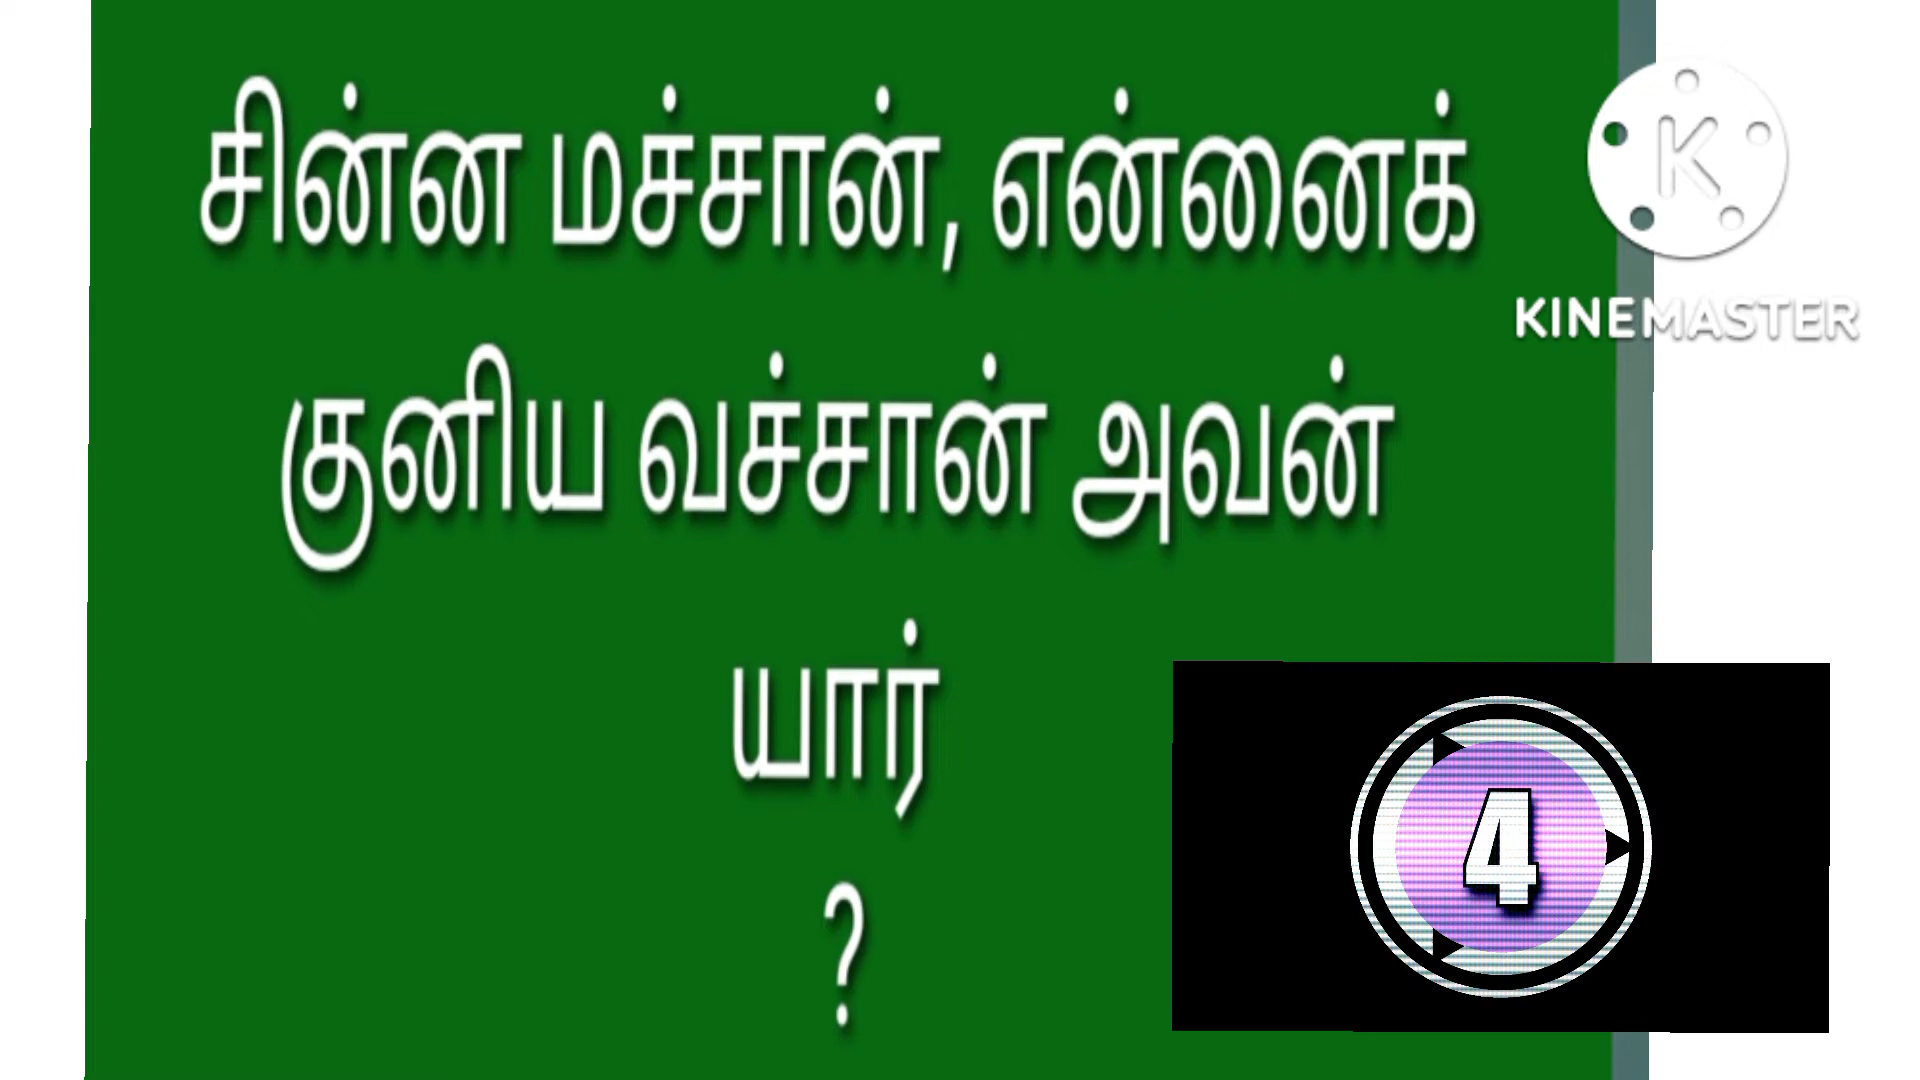 சின்ன மச்சான், என்னைக்
குனிய வச்சான் அவன்
யார்
?
K
KINEMASTER
4